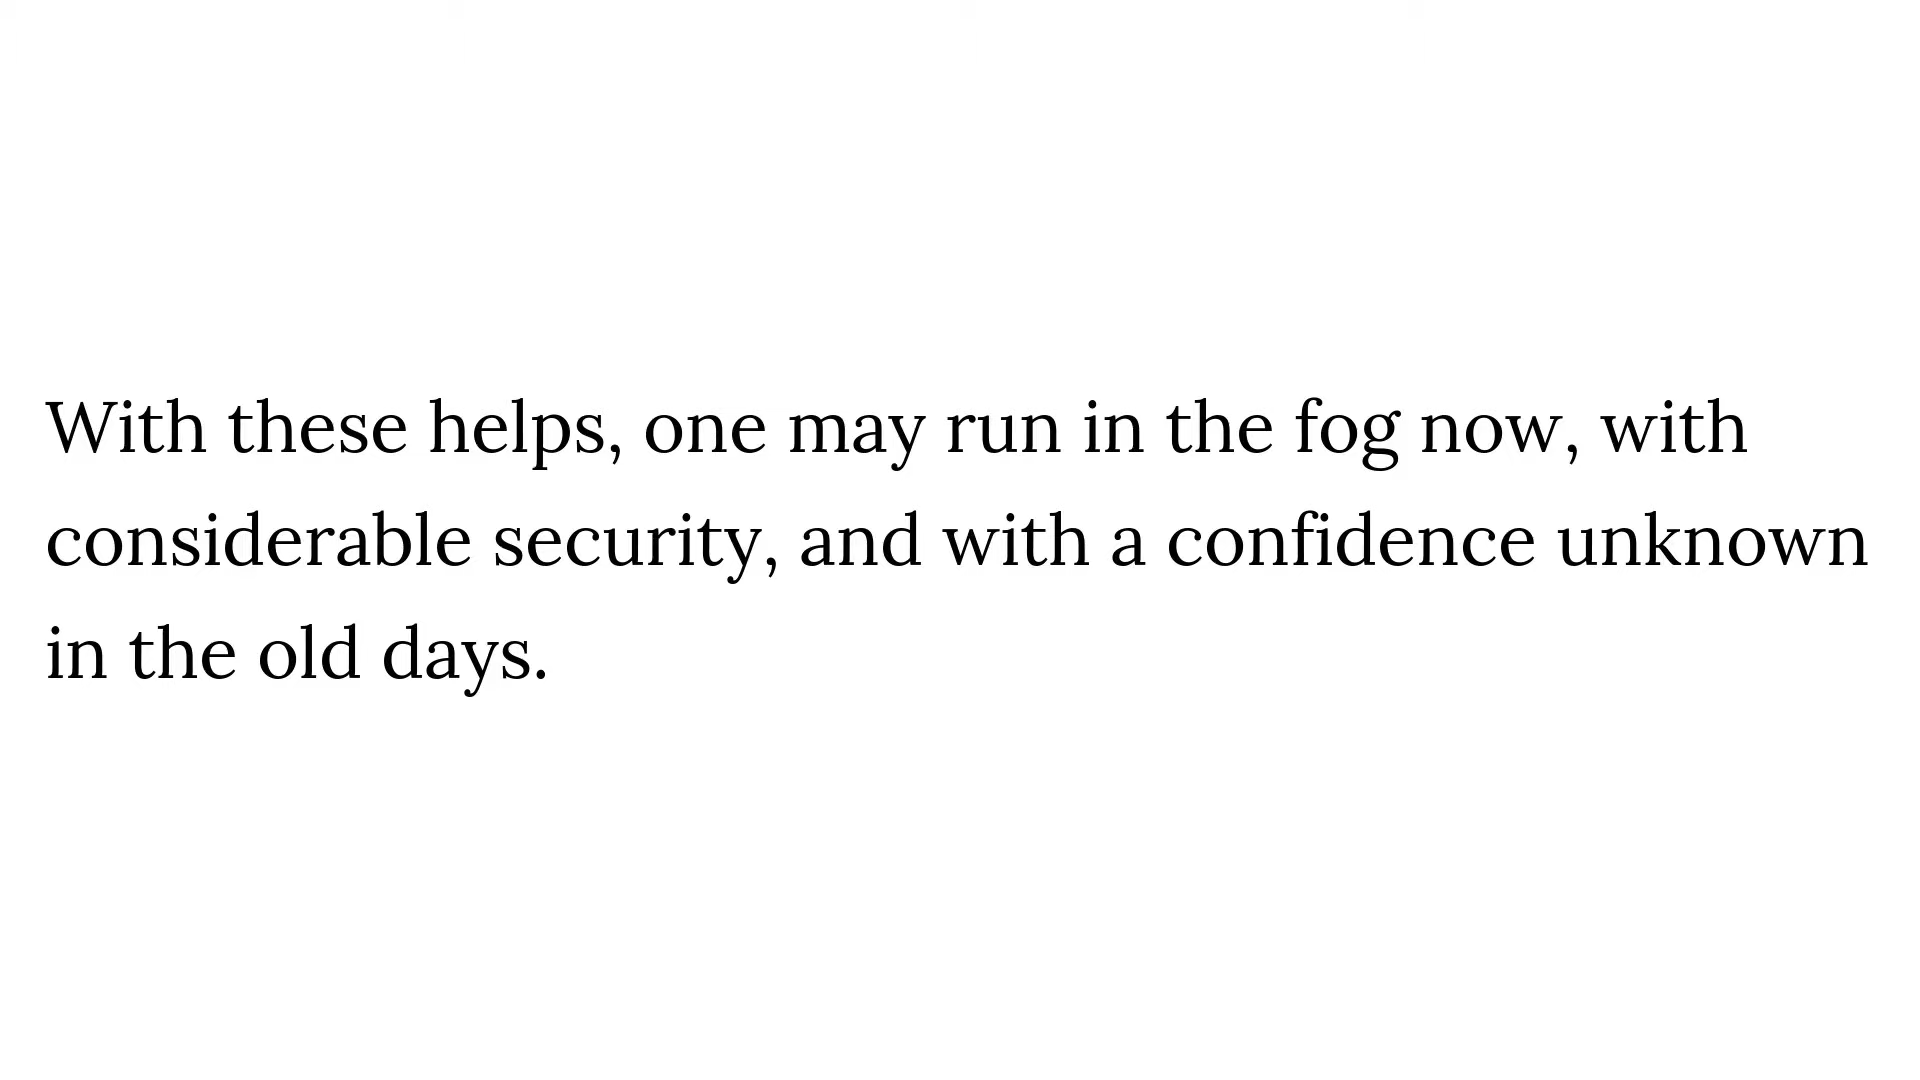 With these helps, one may run in the fog now, with
considerable security, and with a confidence unknown
in the old days.